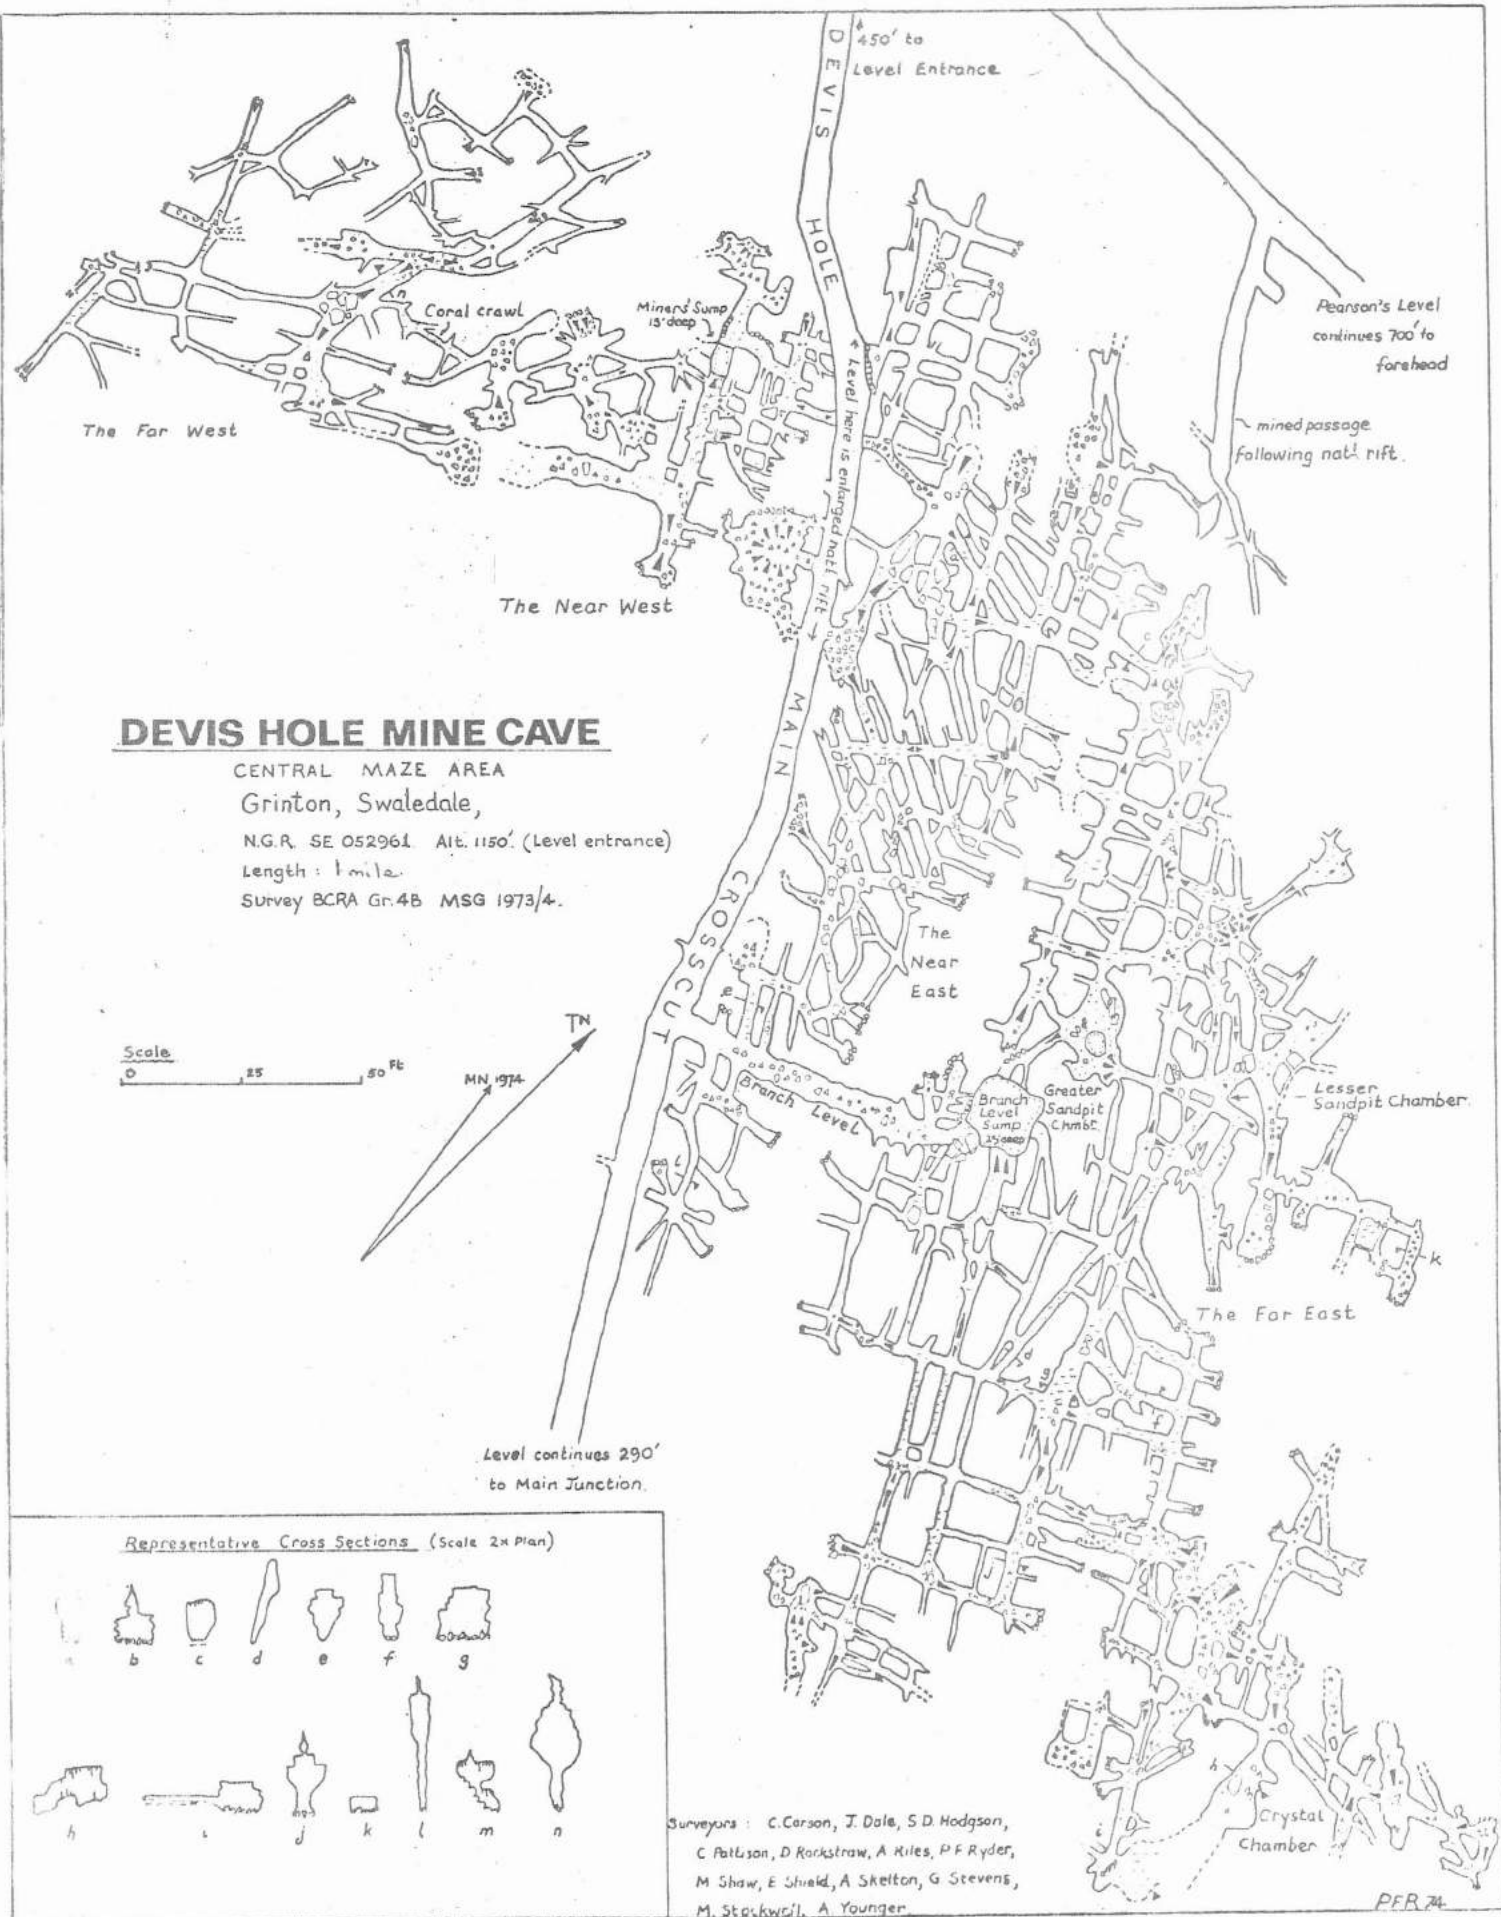 450' to
Level Entrance
DEVIS HOLE MAIN CROSSCUT
Pearson's Level
continues 700' to
forehead
mined passage
following natl rift.
Coral crawl
Miners' Sump
15' deep
Level here is enlarged natl rift
The Far West
The Near West
DEVIS HOLE MINE CAVE
CENTRAL MAZE AREA
Grinton, Swaledale,
N.G.R. SE 052961 Alt. 1150'. (Level entrance)
Length : 1 mile.
Survey BCRA Gr. 4B MSG 1973/4.
The
Near
East
TN
MN 1974
Scale
0 25 50 Ft
Branch Level
Branch
Level
Sump
25' deep
Greater
Sandpit
Chmbr.
Lesser
Sandpit Chamber.
e
k
The Far East
Level continues 290'
to Main Junction.
Representative Cross Sections (Scale 2x Plan)
a b c d e f g
h i j k l m n
h
i
Crystal
Chamber
Surveyors : C. Carson, J. Dale, S.D. Hodgson,
C Pattison, D Rockstraw, A Riles, P F Ryder,
M Shaw, E Shield, A Skelton, G Stevens,
M. Stockwell, A Younger.
PFR 74